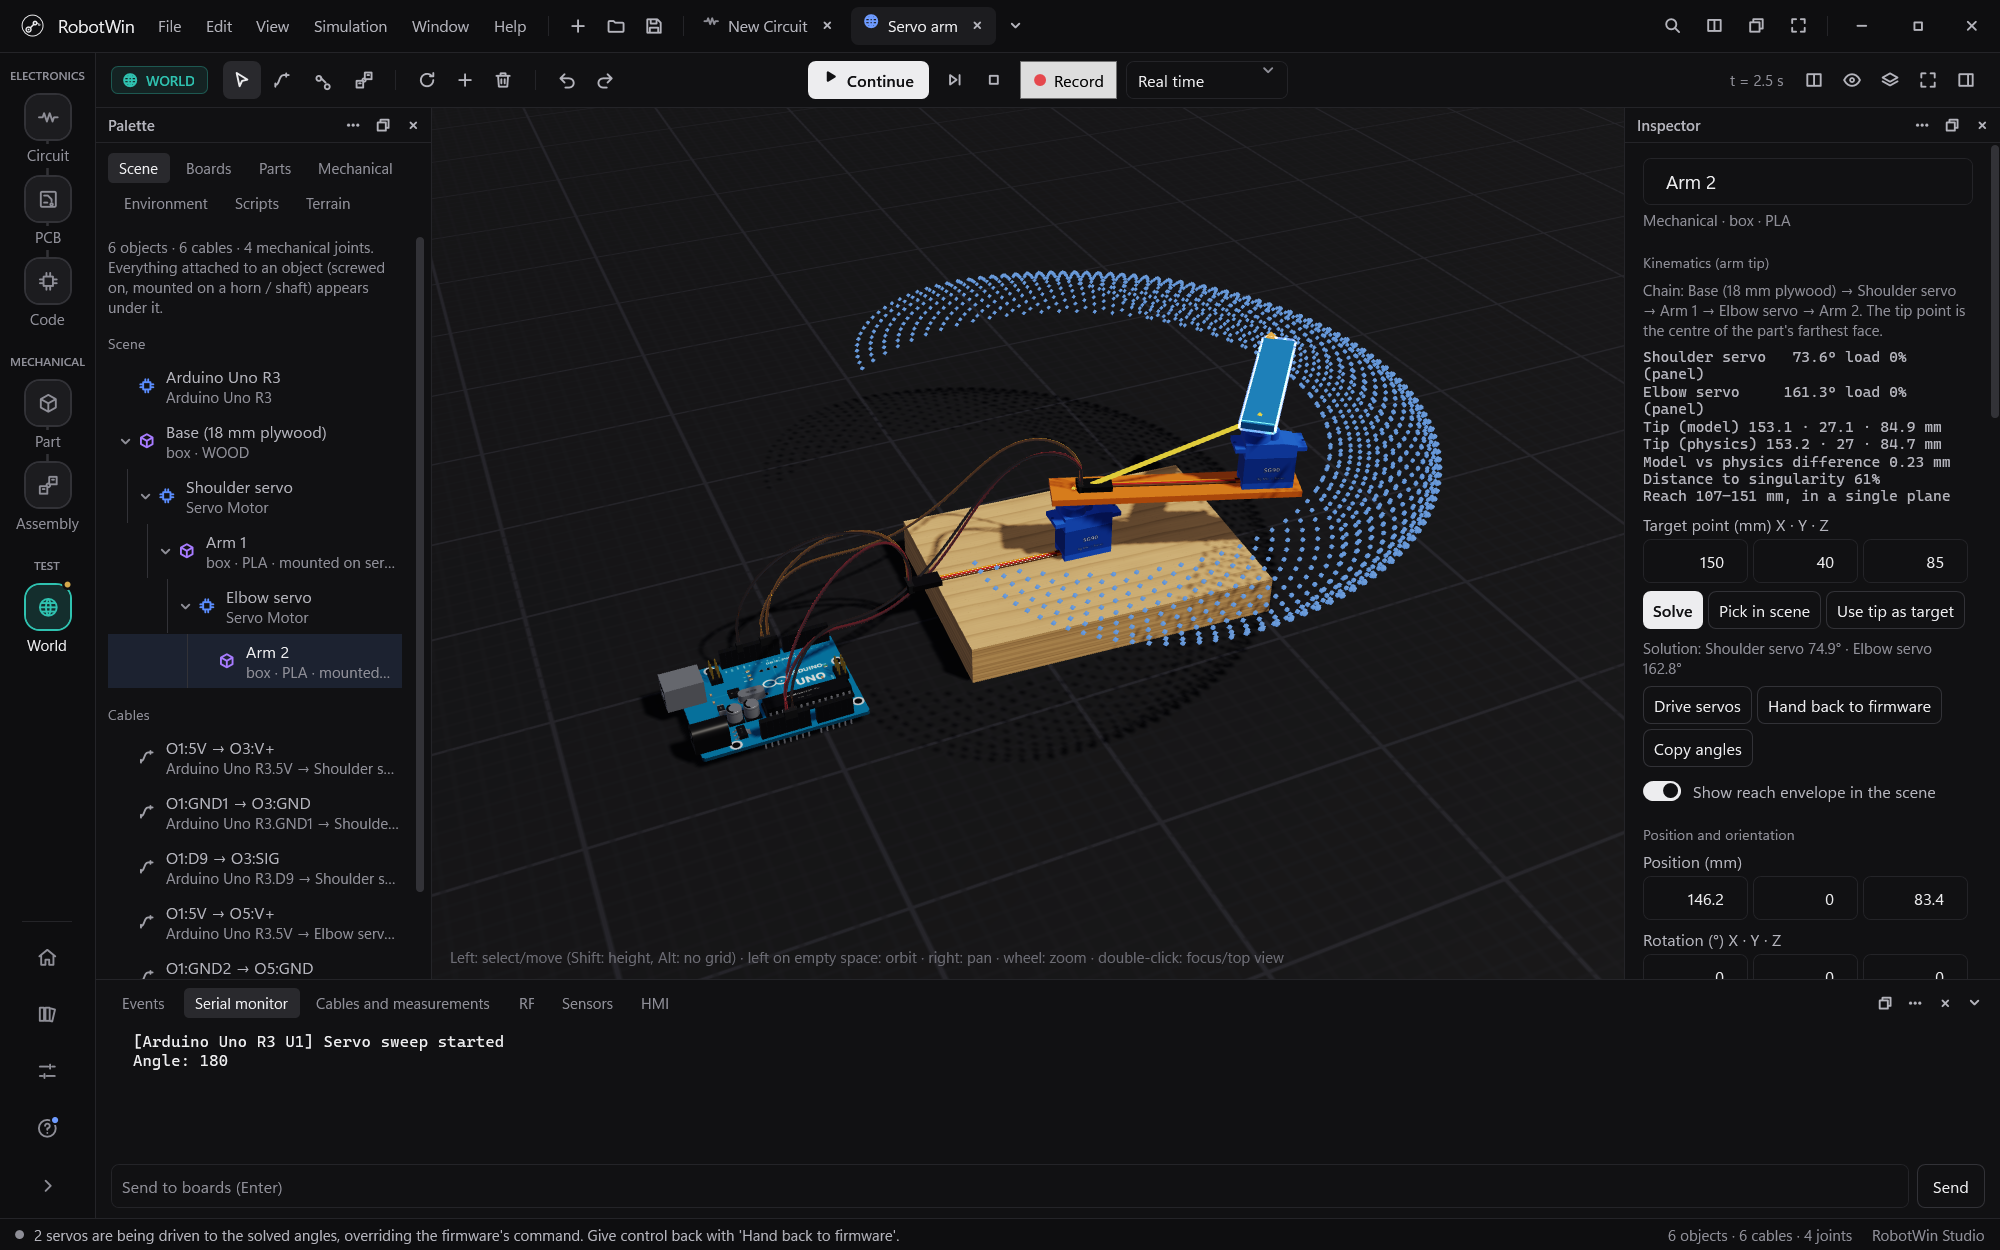 RobotWin File Edit View Simulation Window Help New Circuit Servo arm
ELECTRONICS
Circuit
PCB
Code
MECHANICAL
Part
Assembly
TEST
World
WORLD Continue Record Real time t = 2.5 s
Palette
Scene Boards Parts Mechanical
Environment Scripts Terrain
6 objects · 6 cables · 4 mechanical joints.
Everything attached to an object (screwed
on, mounted on a horn / shaft) appears
under it.
Scene
Arduino Uno R3
Arduino Uno R3
Base (18 mm plywood)
box · WOOD
Shoulder servo
Servo Motor
Arm 1
box · PLA · mounted on ser...
Elbow servo
Servo Motor
Arm 2
box · PLA · mounted...
Cables
O1:5V → O3:V+
Arduino Uno R3.5V → Shoulder s...
O1:GND1 → O3:GND
Arduino Uno R3.GND1 → Shoulde...
O1:D9 → O3:SIG
Arduino Uno R3.D9 → Shoulder s...
O1:5V → O5:V+
Arduino Uno R3.5V → Elbow serv...
O1:GND2 → O5:GND
SG90
SG90
UNO
Left: select/move (Shift: height, Alt: no grid) · left on empty space: orbit · right: pan · wheel: zoom · double-click: focus/top view
Inspector
Arm 2
Mechanical · box · PLA
Kinematics (arm tip)
Chain: Base (18 mm plywood) → Shoulder servo
→ Arm 1 → Elbow servo → Arm 2. The tip point is
the centre of the part's farthest face.
Shoulder servo 73.6° load 0%
(panel)
Elbow servo 161.3° load 0%
(panel)
Tip (model) 153.1 · 27.1 · 84.9 mm
Tip (physics) 153.2 · 27 · 84.7 mm
Model vs physics difference 0.23 mm
Distance to singularity 61%
Reach 107–151 mm, in a single plane
Target point (mm) X · Y · Z
150 40 85
Solve Pick in scene Use tip as target
Solution: Shoulder servo 74.9° · Elbow servo
162.8°
Drive servos Hand back to firmware
Copy angles
Show reach envelope in the scene
Position and orientation
Position (mm)
146.2 0 83.4
Rotation (°) X · Y · Z
0 0 0
Events Serial monitor Cables and measurements RF Sensors HMI
[Arduino Uno R3 U1] Servo sweep started
Angle: 180
Send to boards (Enter) Send
2 servos are being driven to the solved angles, overriding the firmware's command. Give control back with 'Hand back to firmware'.
6 objects · 6 cables · 4 joints RobotWin Studio